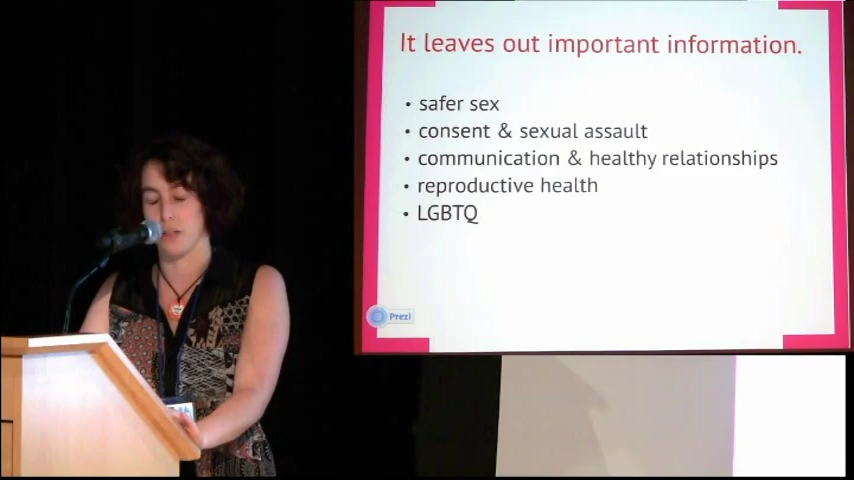 It leaves out important information.
• safer sex
• consent & sexual assault
• communication & healthy relationships
• reproductive health
• LGBTQ
Prezi